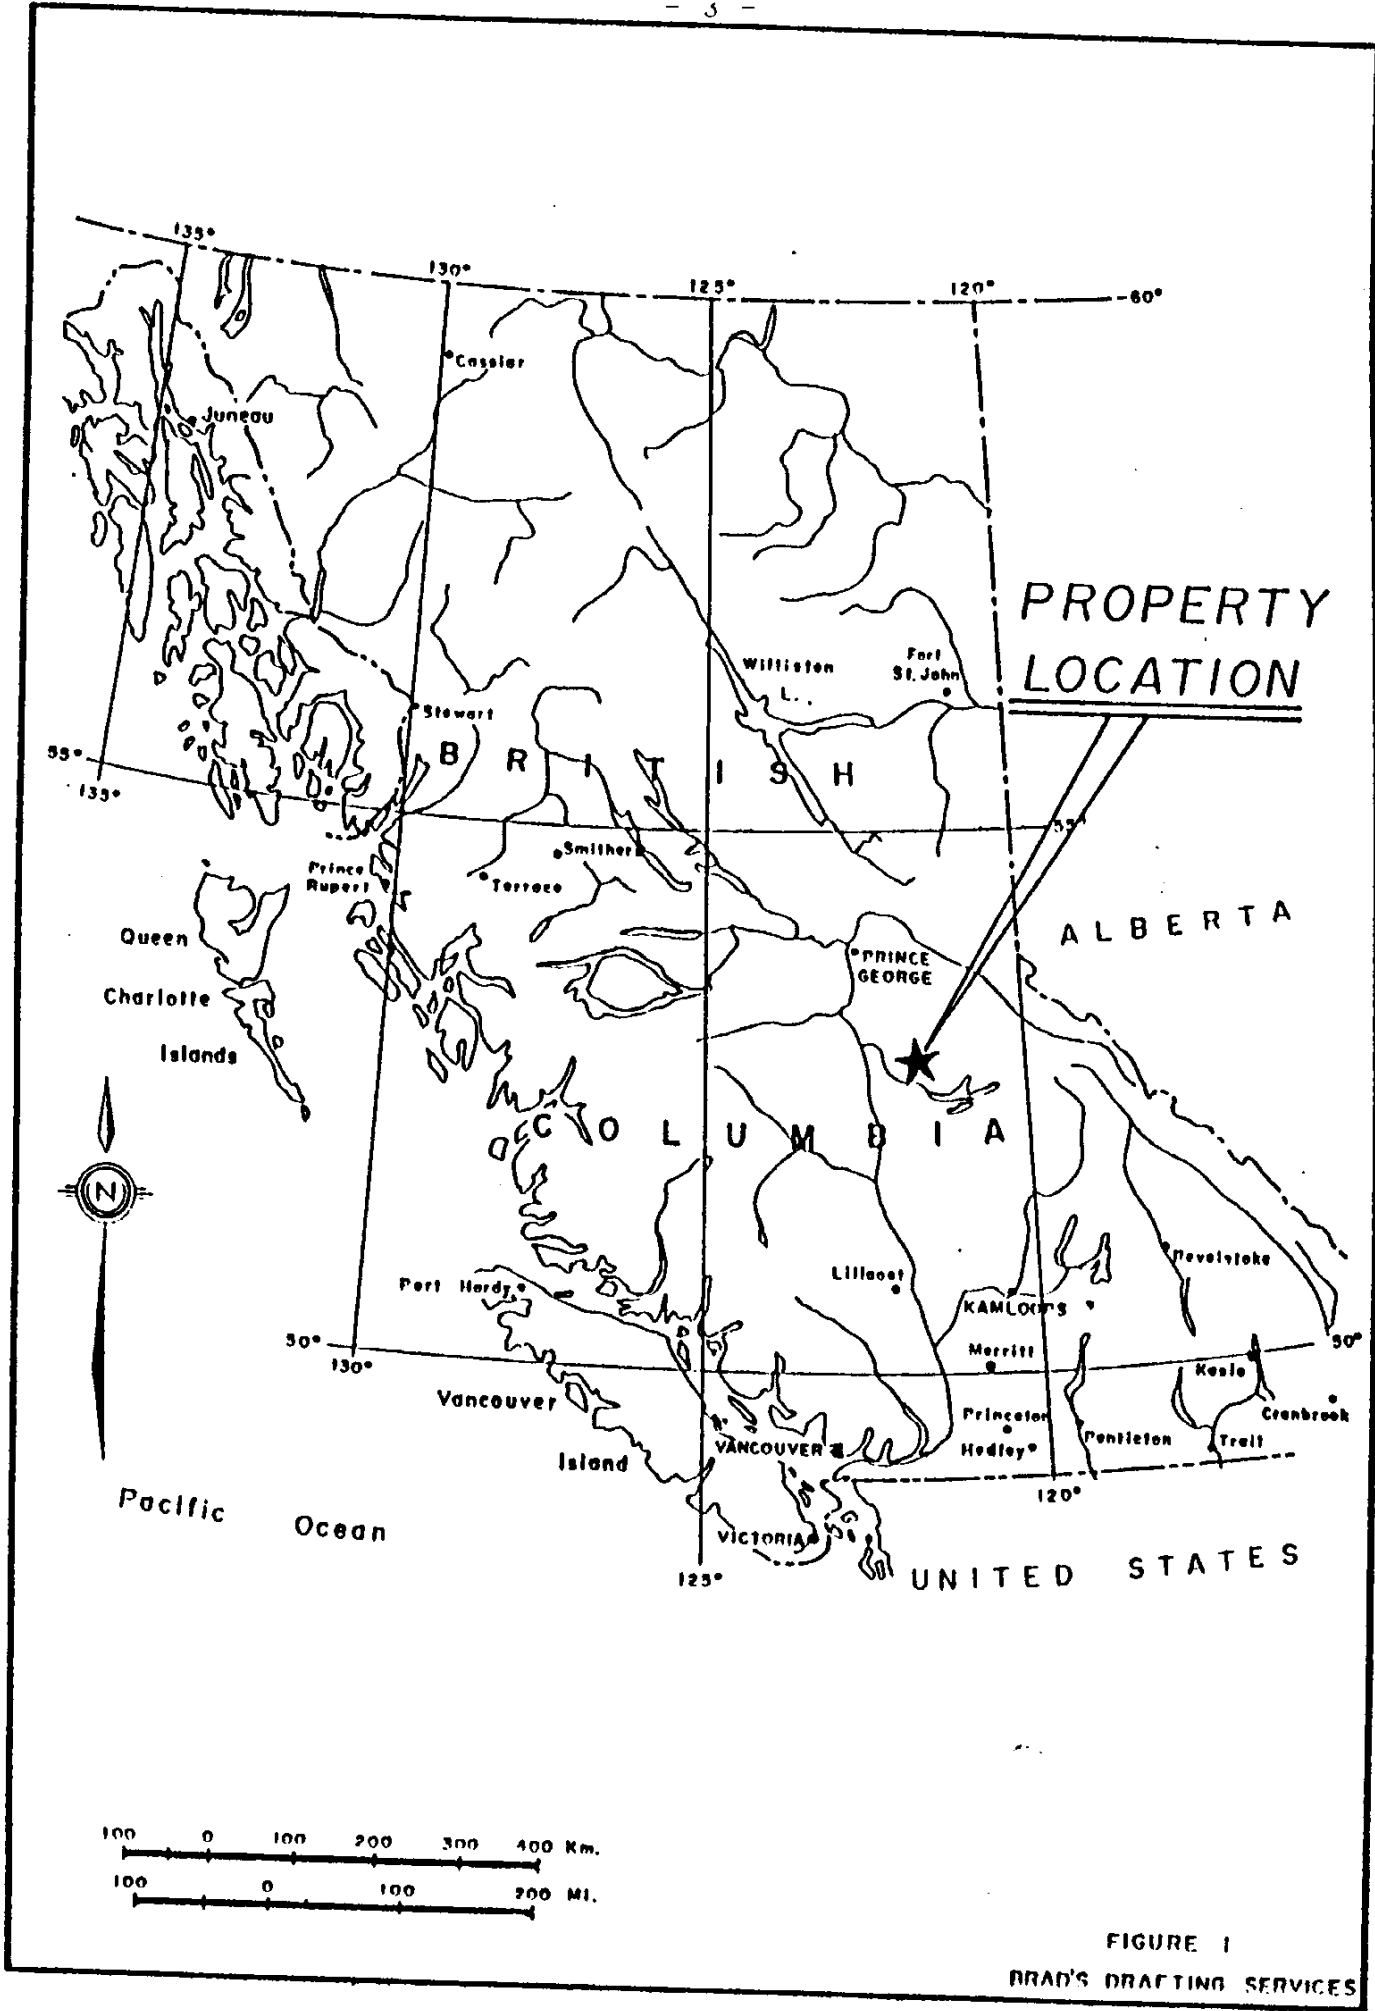 - 3 -
135°
130°
125°
120°
60°
Cassiar
Juneau
PROPERTY
LOCATION
Williston
L.
Fort
St. John
Stewart
BRITISH
55°
135°
55°
Smithers
Terrace
Prince
Rupert
ALBERTA
Queen
Charlotte
Islands
PRINCE
GEORGE
COLUMBIA
N
Revelstoke
Lillooet
Port Hardy
KAMLOOPS
50°
130°
50°
Merritt
Kaslo
Vancouver
Island
Princeton
Cranbrook
VANCOUVER
Hedley
Penticton
Trail
120°
Pacific Ocean
VICTORIA
125°
UNITED STATES
100 0 100 200 300 400 Km.
100 0 100 200 MI.
FIGURE 1
BRAD'S DRAFTING SERVICES